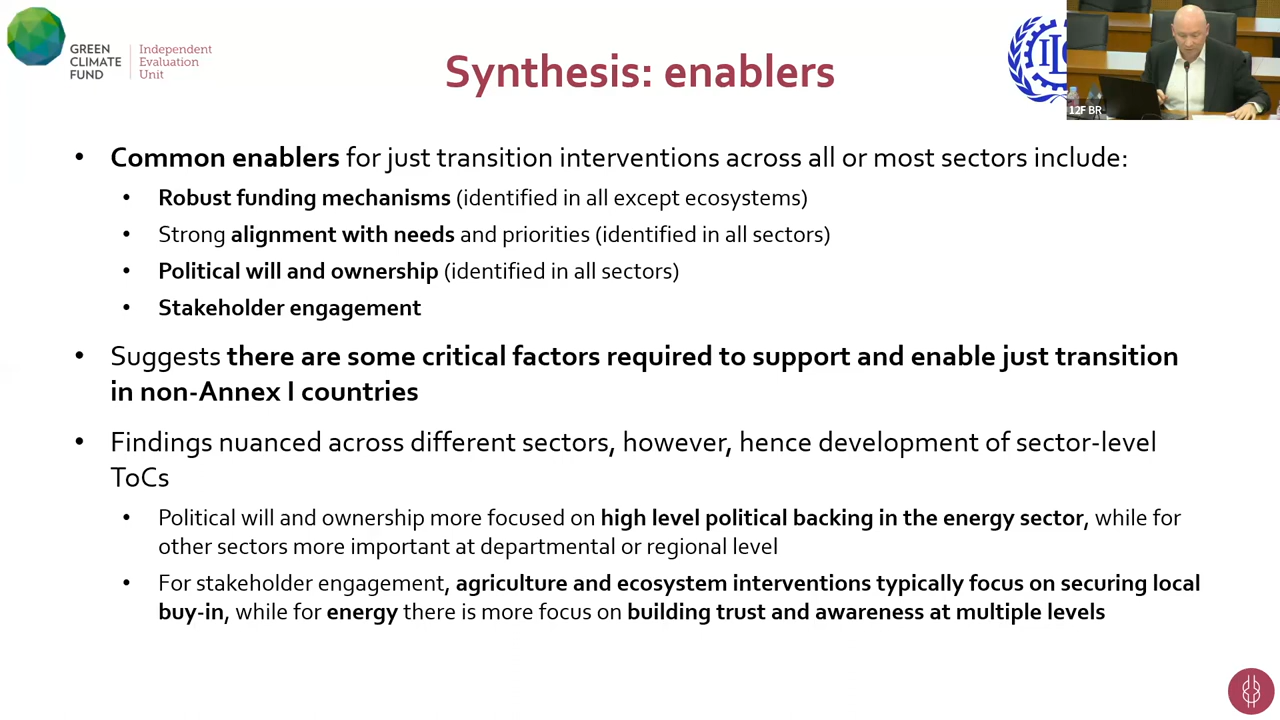 GREEN
CLIMATE
FUND
Independent
Evaluation
Unit
Synthesis: enablers
12F BR
• Common enablers for just transition interventions across all or most sectors include:
• Robust funding mechanisms (identified in all except ecosystems)
• Strong alignment with needs and priorities (identified in all sectors)
• Political will and ownership (identified in all sectors)
• Stakeholder engagement
• Suggests there are some critical factors required to support and enable just transition
in non-Annex I countries
• Findings nuanced across different sectors, however, hence development of sector-level
ToCs
• Political will and ownership more focused on high level political backing in the energy sector, while for
other sectors more important at departmental or regional level
• For stakeholder engagement, agriculture and ecosystem interventions typically focus on securing local
buy-in, while for energy there is more focus on building trust and awareness at multiple levels